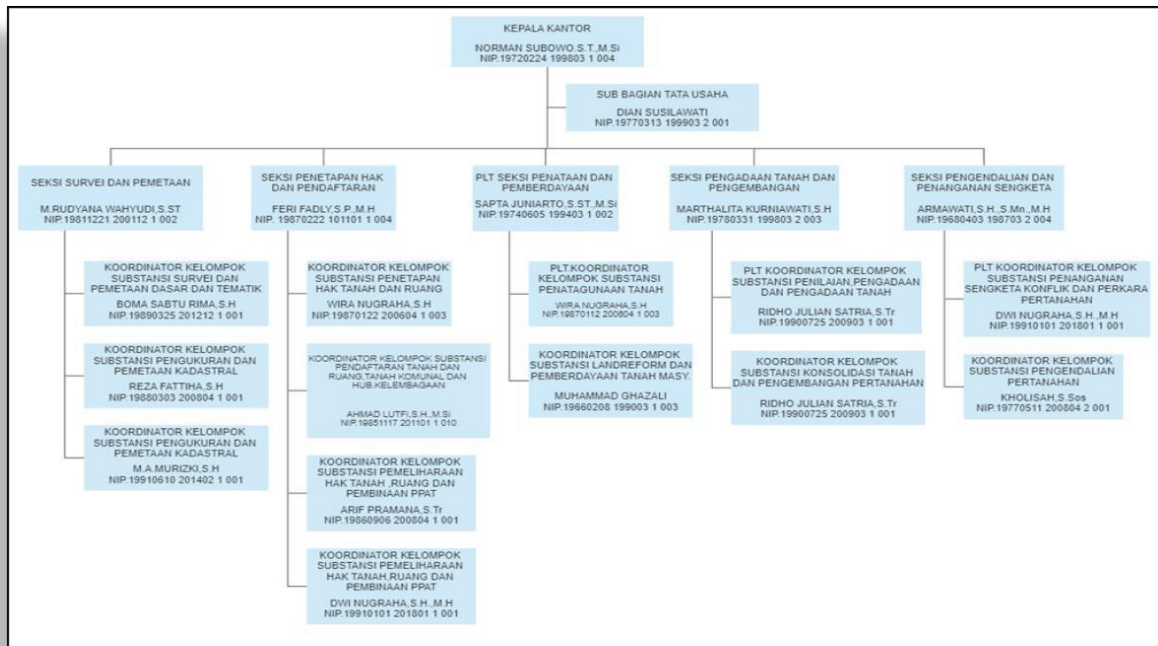 KEPALA KANTOR
NORMAN SUBOWO.S.T.,M.Si
NIP.19720224 199803 1 004
SUB BAGIAN TATA USAHA
DIAN SUSILAWATI
NIP.19770313 199903 2 001
SEKSI SURVEI DAN PEMETAAN
M.RUDYANA WAHYUDI,S.ST
NIP.19811221 200112 1 002
SEKSI PENETAPAN HAK
DAN PENDAFTARAN
FERI FADLY,S.P.,M.H
NIP. 19870222 101101 1 004
PLT SEKSI PENATAAN DAN
PEMBERDAYAAN
SAPTA JUNIARTO,S.ST.,M.Si
NIP.19740605 199403 1 002
SEKSI PENGADAAN TANAH DAN
PENGEMBANGAN
MARTHALITA KURNIAWATI,S.H
NIP.19780331 199803 2 003
SEKSI PENGENDALIAN DAN
PENANGANAN SENGKETA
ARMAWATI,S.H.,S.Mn.,M.H
NIP.19680403 198703 2 004
KOORDINATOR KELOMPOK
SUBSTANSI SURVEI DAN
PEMETAAN DASAR DAN TEMATIK
BOMA SABTU RIMA,S.H
NIP.19890325 201212 1 001
KOORDINATOR KELOMPOK
SUBSTANSI PENGUKURAN DAN
PEMETAAN KADASTRAL
REZA FATTIHA,S.H
NIP.19880303 200804 1 001
KOORDINATOR KELOMPOK
SUBSTANSI PENGUKURAN DAN
PEMETAAN KADASTRAL
M.A.MURIZKI,S.H
NIP.19910610 201402 1 001
KOORDINATOR KELOMPOK
SUBSTANSI PENETAPAN
HAK TANAH DAN RUANG
WIRA NUGRAHA,S.H
NIP.19870122 200604 1 003
KOORDINATOR KELOMPOK SUBSTANSI
PENDAFTARAN TANAH DAN
RUANG,TANAH KOMUNAL DAN
HUB.KELEMBAGAAN
AHMAD LUTFI,S.H.,M.Si
NIP.19851117 201101 1 010
KOORDINATOR KELOMPOK
SUBSTANSI PEMELIHARAAN
HAK TANAH ,RUANG DAN
PEMBINAAN PPAT
ARIF PRAMANA,S.Tr
NIP.19860906 200804 1 001
KOORDINATOR KELOMPOK
SUBSTANSI PEMELIHARAAN
HAK TANAH,RUANG DAN
PEMBINAAN PPAT
DWI NUGRAHA,S.H.,M.H
NIP.19910101 201801 1 001
PLT.KOORDINATOR
KELOMPOK SUBSTANSI
PENATAGUNAAN TANAH
WIRA NUGRAHA,S.H
NIP.19870112 200604 1 003
KOORDINATOR KELOMPOK
SUBSTANSI LANDREFORM DAN
PEMBERDAYAAN TANAH MASY.
MUHAMMAD GHAZALI
NIP.19660208 199003 1 003
PLT KOORDINATOR KELOMPOK
SUBSTANSI PENILAIAN,PENGADAAN
DAN PENGADAAN TANAH
RIDHO JULIAN SATRIA,S.Tr
NIP.19900725 200903 1 001
KOORDINATOR KELOMPOK
SUBSTANSI KONSOLIDASI TANAH
DAN PENGEMBANGAN PERTANAHAN
RIDHO JULIAN SATRIA,S.Tr
NIP.19900725 200903 1 001
PLT KOORDINATOR KELOMPOK
SUBSTANSI PENANGANAN
SENGKETA KONFLIK DAN PERKARA
PERTANAHAN
DWI NUGRAHA,S.H.,M.H
NIP.19910101 201801 1 001
KOORDINATOR KELOMPOK
SUBSTANSI PENGENDALIAN
PERTANAHAN
KHOLISAH,S.Sos
NIP.19770511 200804 2 001